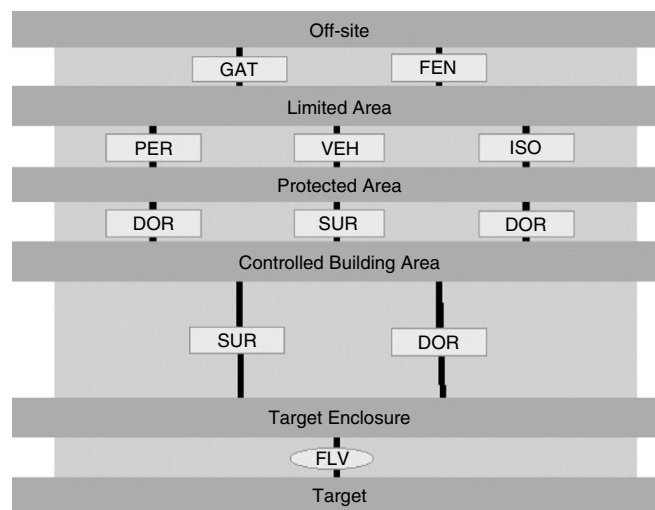 Off-site
GAT FEN
Limited Area
PER VEH ISO
Protected Area
DOR SUR DOR
Controlled Building Area
SUR DOR
Target Enclosure
FLV
Target